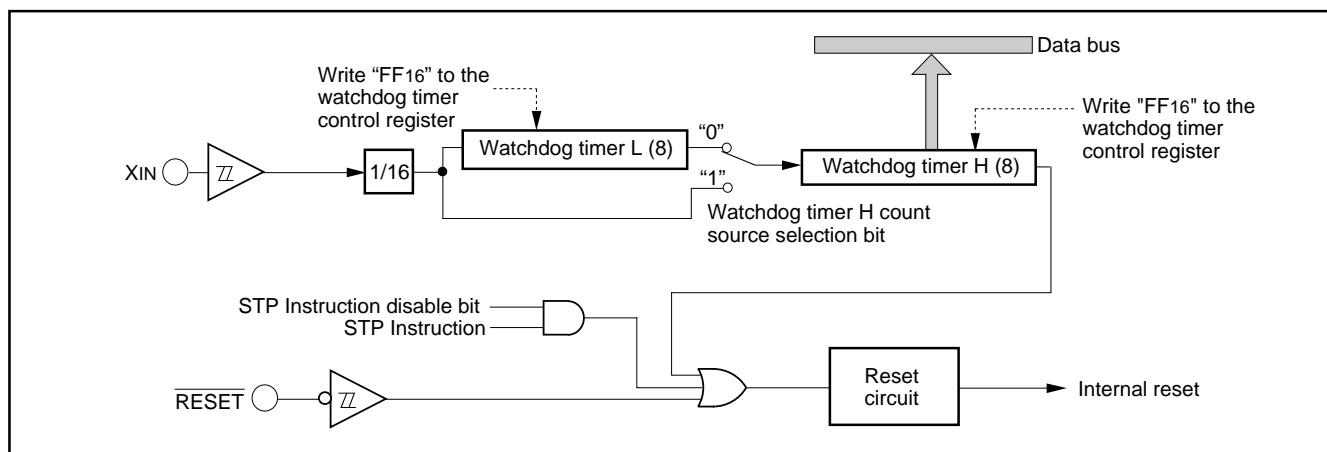 Data bus
Write “FF16” to the
watchdog timer
control register
Write "FF16" to the
watchdog timer
control register
“0”
Watchdog timer L (8)
XIN
1/16
Watchdog timer H (8)
“1”
Watchdog timer H count
source selection bit
STP Instruction disable bit
STP Instruction
RESET
Reset
circuit
Internal reset